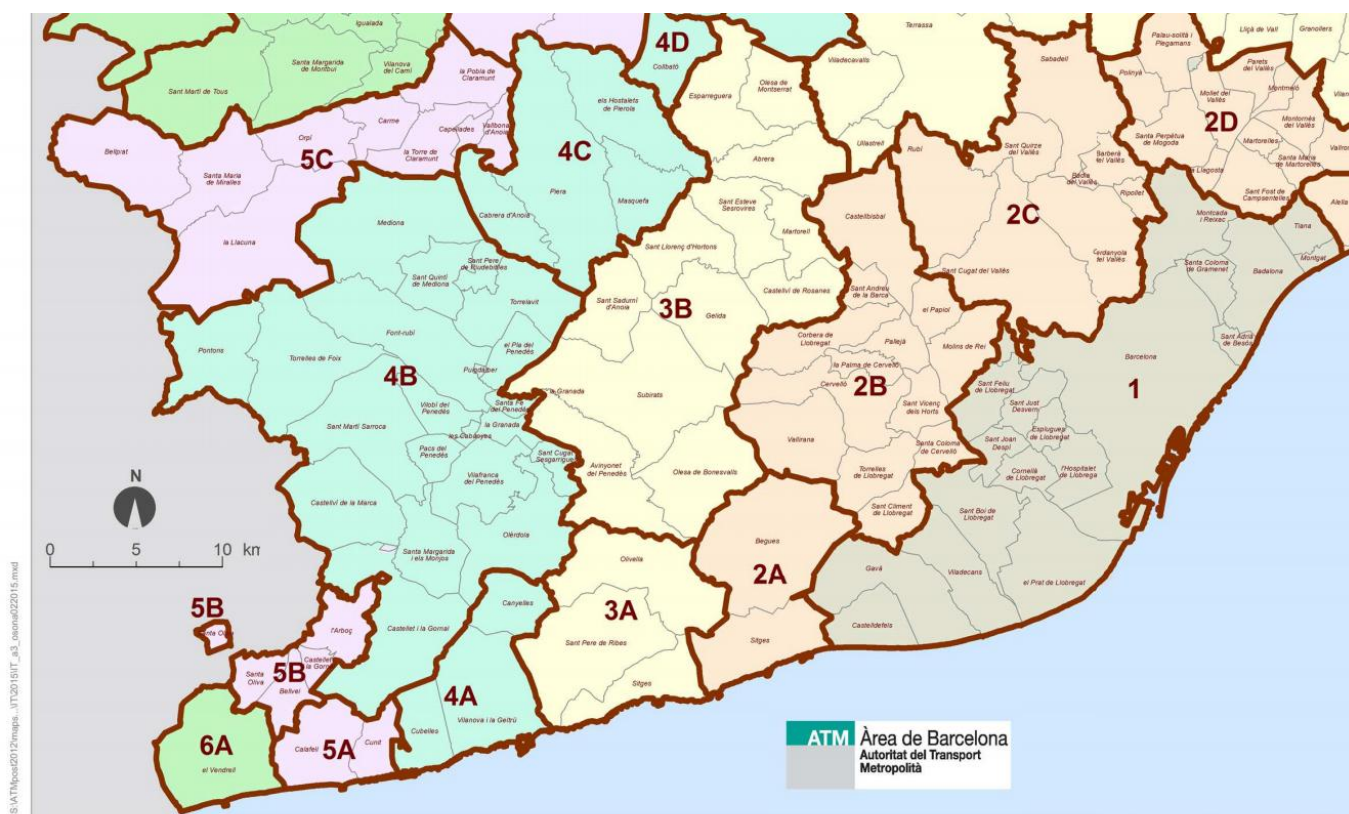 Igualada
Santa Margarida
de Montbui
Vilanova
del Camí
Sant Martí de Tous
la Pobla de
Claramunt
4D
Collbató
Esparreguera
Olesa de
Montserrat
Viladecavalls
Terrassa
Sabadell
Palau-solità i
Plegamans
Lliçà de Vall
Granollers
Polinyà
Parets
del Vallès
Mollet del
Vallès
Montmeló
2D
Montornès
del Vallès
Santa Perpètua
de Mogoda
Martorelles
Santa Maria
de Martorelles
la Llagosta
Sant Fost de
Campsentelles
Alella
els Hostalets
de Pierola
Carme
Orpí
Capellades
Vallbona
d'Anoia
Bellprat
5C
la Torre de
Claramunt
4C
Santa Maria
de Miralles
Piera
Masquefa
Abrera
Ullastrell
Rubí
Sant Quirze
del Vallès
Barberà
del Vallès
Badia
del Vallès
Ripollet
2C
Cerdanyola
del Vallès
Sant Cugat del Vallès
la Llacuna
Mediona
Cabrera d'Anoia
Sant Esteve
Sesrovires
Martorell
Castellbisbal
Sant Llorenç d'Hortons
Montcada
i Reixac
Tiana
Montgat
Santa Coloma
de Gramenet
Badalona
Sant Adrià
de Besòs
Sant Quintí
de Mediona
Torrelavit
Sant Sadurní
d'Anoia
3B
Gelida
Castellví de Rosanes
Sant Andreu
de la Barca
el Papiol
Pontons
Torrelles de Foix
Font-rubí
el Pla del
Penedès
Puigdàlber
4B
Corbera de
Llobregat
Pallejà
Molins de Rei
la Palma de Cervelló
Cervelló
2B
Barcelona
1
Sant Feliu
de Llobregat
Vilobí del
Penedès
Santa Fe
del Penedès
la Granada
la Granada
Subirats
Sant Vicenç
dels Horts
Sant Just
Desvern
Sant Martí Sarroca
les Cabanyes
Pacs del
Penedès
Vilafranca
del Penedès
Sant Cugat
Sesgarrigues
Avinyonet
del Penedès
Olesa de Bonesvalls
Vallirana
Santa Coloma
de Cervelló
Torrelles
de Llobregat
Sant Joan
Despí
Esplugues
de Llobregat
Cornellà
de Llobregat
l'Hospitalet
de Llobrega
Sant Climent
de Llobregat
Sant Boi de
Llobregat
Castellví de la Marca
N
0 5 10 km
Santa Margarida
i els Monjos
Olèrdola
Olivella
Begues
2A
Gavà
Viladecans
el Prat de Llobregat
Castelldefels
Canyelles
3A
Sant Pere de Ribes
Sitges
Sitges
5B
l'Arboç
Castellet i la Gornal
Castellet
Santa
Oliva
5B
Bellvei
4A
Cubelles
Vilanova i la Geltrú
6A
el Vendrell
Calafell
5A
Cunit
ATM Àrea de Barcelona
Autoritat del Transport
Metropolità